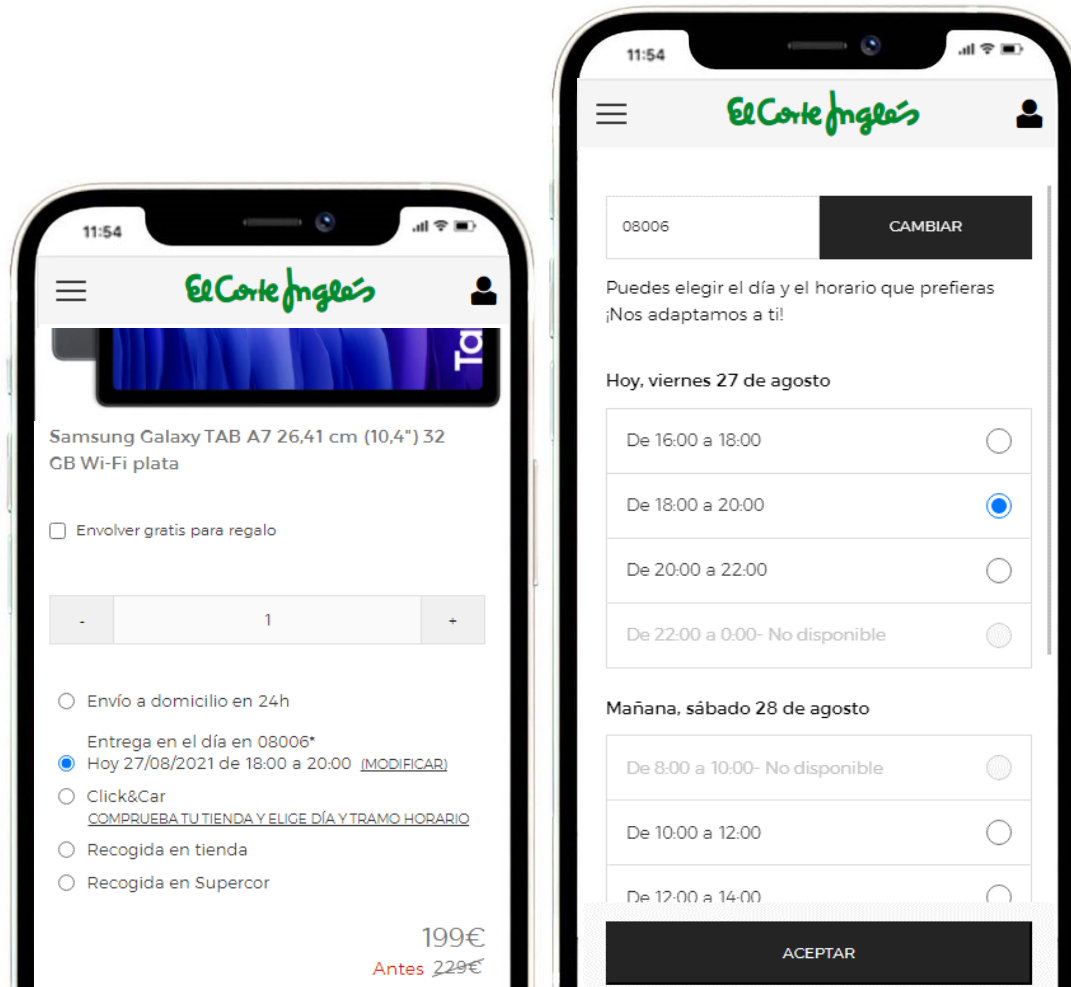 11:54
El Corte Inglés
Ta
Samsung Galaxy TAB A7 26,41 cm (10,4") 32
GB Wi-Fi plata
Envolver gratis para regalo
- 1 +
Envío a domicilio en 24h
Entrega en el día en 08006*
Hoy 27/08/2021 de 18:00 a 20:00 (MODIFICAR)
Click&Car
COMPRUEBA TU TIENDA Y ELIGE DÍA Y TRAMO HORARIO
Recogida en tienda
Recogida en Supercor
199€
Antes 229€
11:54
El Corte Inglés
08006 CAMBIAR
Puedes elegir el día y el horario que prefieras
¡Nos adaptamos a ti!
Hoy, viernes 27 de agosto
De 16:00 a 18:00
De 18:00 a 20:00
De 20:00 a 22:00
De 22:00 a 0:00- No disponible
Mañana, sábado 28 de agosto
De 8:00 a 10:00- No disponible
De 10:00 a 12:00
De 12:00 a 14:00
ACEPTAR